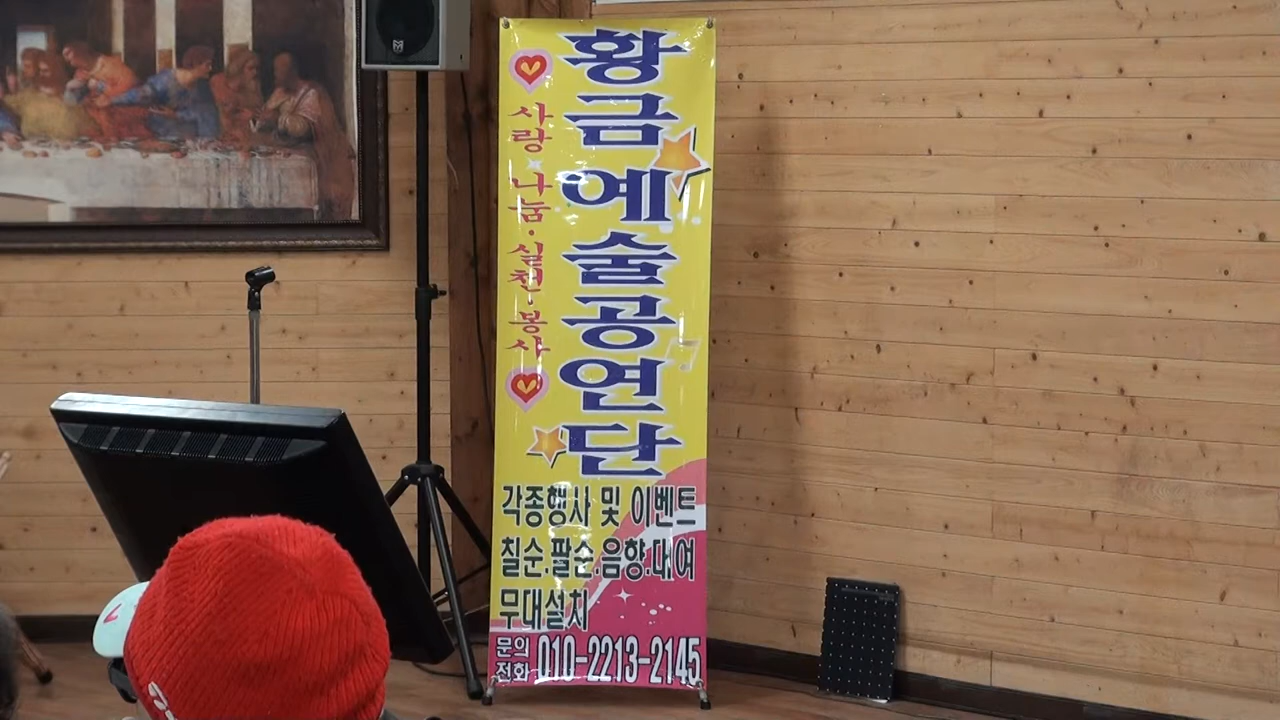 황금예술공연단
사랑·나눔·실천·봉사
각종행사 및 이벤트
칠순.팔순.음향.대여
무대설치
문의
전화 010-2213-2145